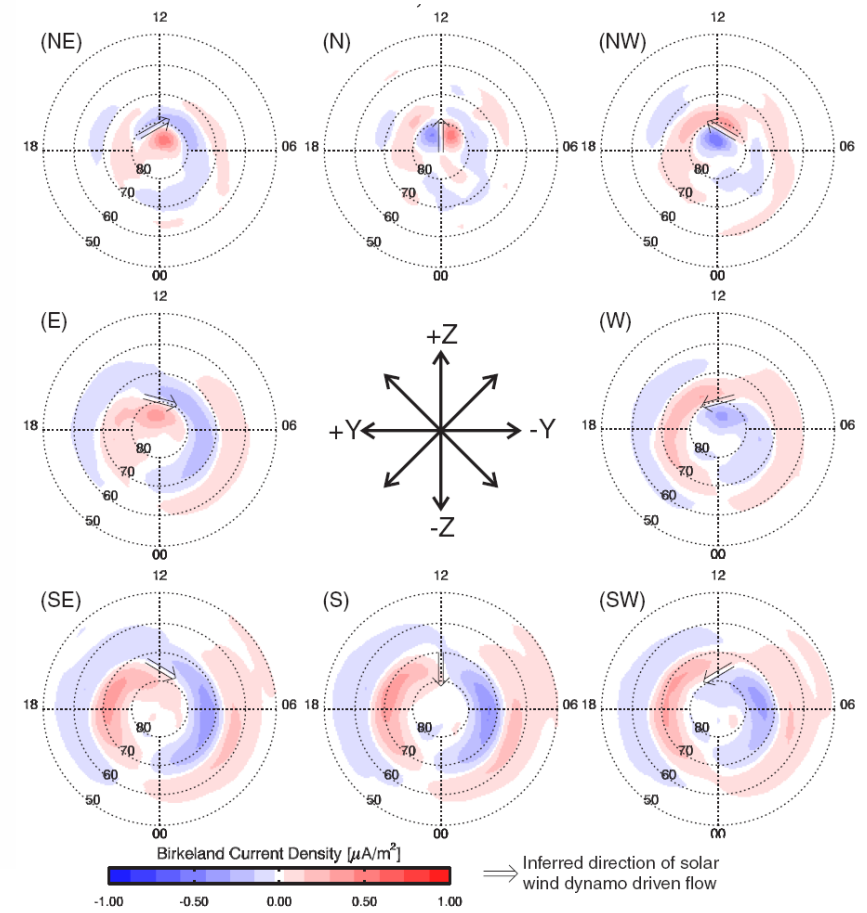 12 12 12
(NE) (N) (NW)
18 06 18 06 18 06
80 80 80
70 70 70
60 60 60
50 50 50
00 00 00
12 12
(E) (W)
+Z
18 06 +Y -Y 18 06
80 80
70 70
60 60
50 50
-Z
00 00
12 12 12
(SE) (S) (SW)
18 06 18 06 18 06
80 80 80
70 70 70
60 60 60
50 50 50
00 00 00
Birkeland Current Density [μA/m²]
-1.00 -0.50 0.00 0.50 1.00
Inferred direction of solar
wind dynamo driven flow